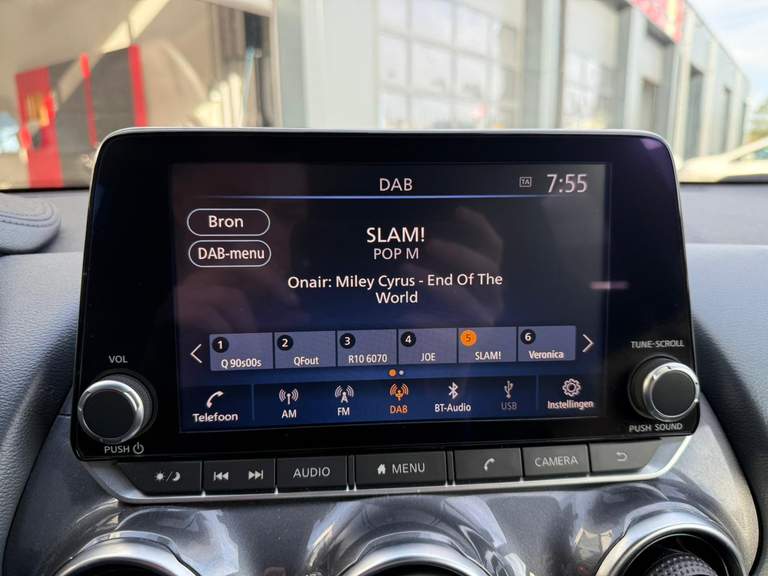 DAB
TA
7:55
Bron
DAB-menu
SLAM!
POP M
Onair: Miley Cyrus - End Of The
World
1 2 3 4 5 6
Q 90s00s QFout R10 6070 JOE SLAM! Veronica
Telefoon AM FM DAB BT-Audio USB Instellingen
VOL
PUSH
TUNE-SCROLL
PUSH SOUND
AUDIO MENU CAMERA